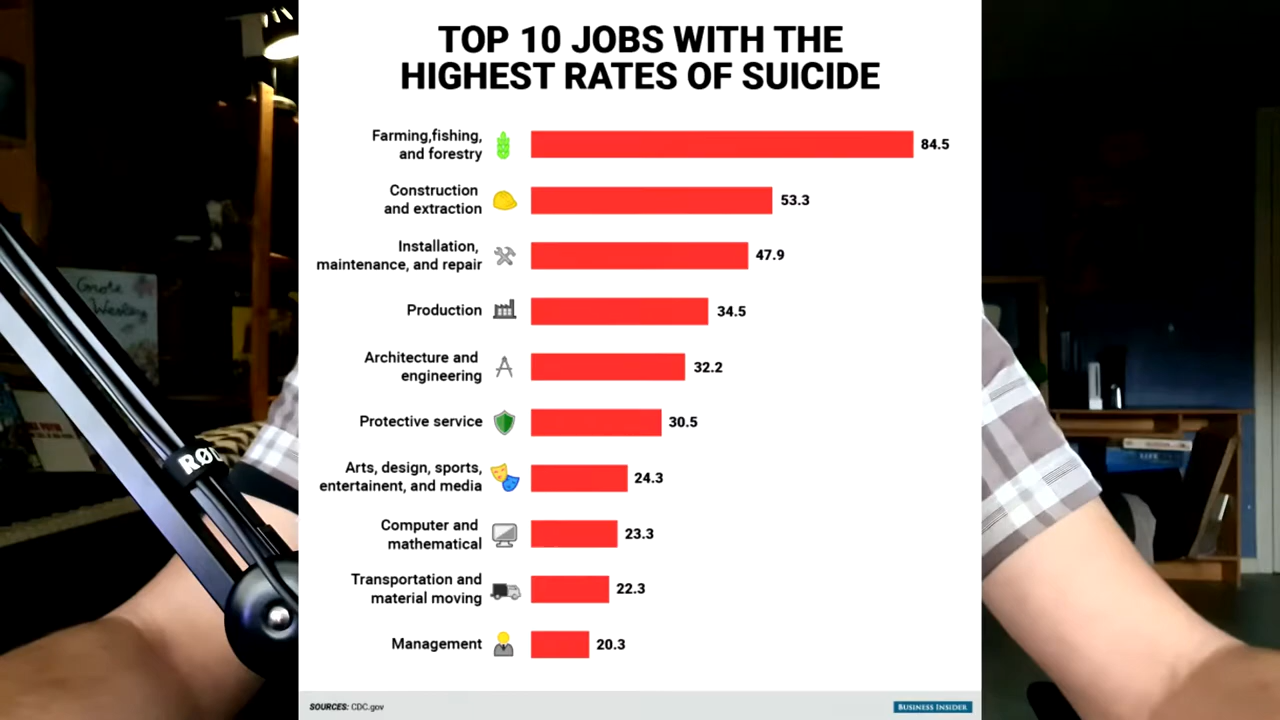 TOP 10 JOBS WITH THE
HIGHEST RATES OF SUICIDE
Farming,fishing,
and forestry
84.5
Construction
and extraction
53.3
Installation,
maintenance, and repair
47.9
Production
34.5
Architecture and
engineering
32.2
Protective service
30.5
Arts, design, sports,
entertainent, and media
24.3
Computer and
mathematical
23.3
Transportation and
material moving
22.3
Management
20.3
SOURCES: CDC.gov
BUSINESS INSIDER
LIFE